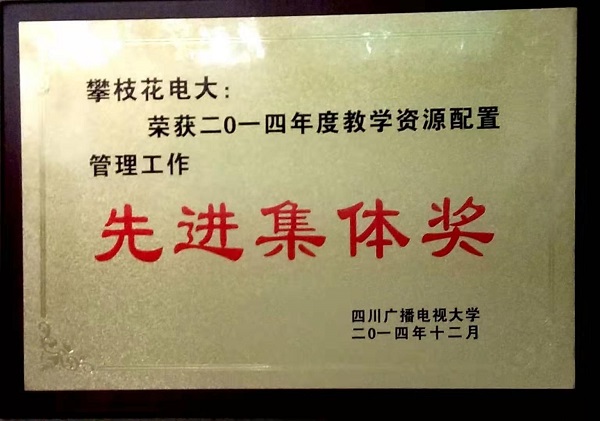 攀枝花电大：
荣获二0一四年度教学资源配置
管理工作
先进集体奖
四川广播电视大学
二0一四年十二月